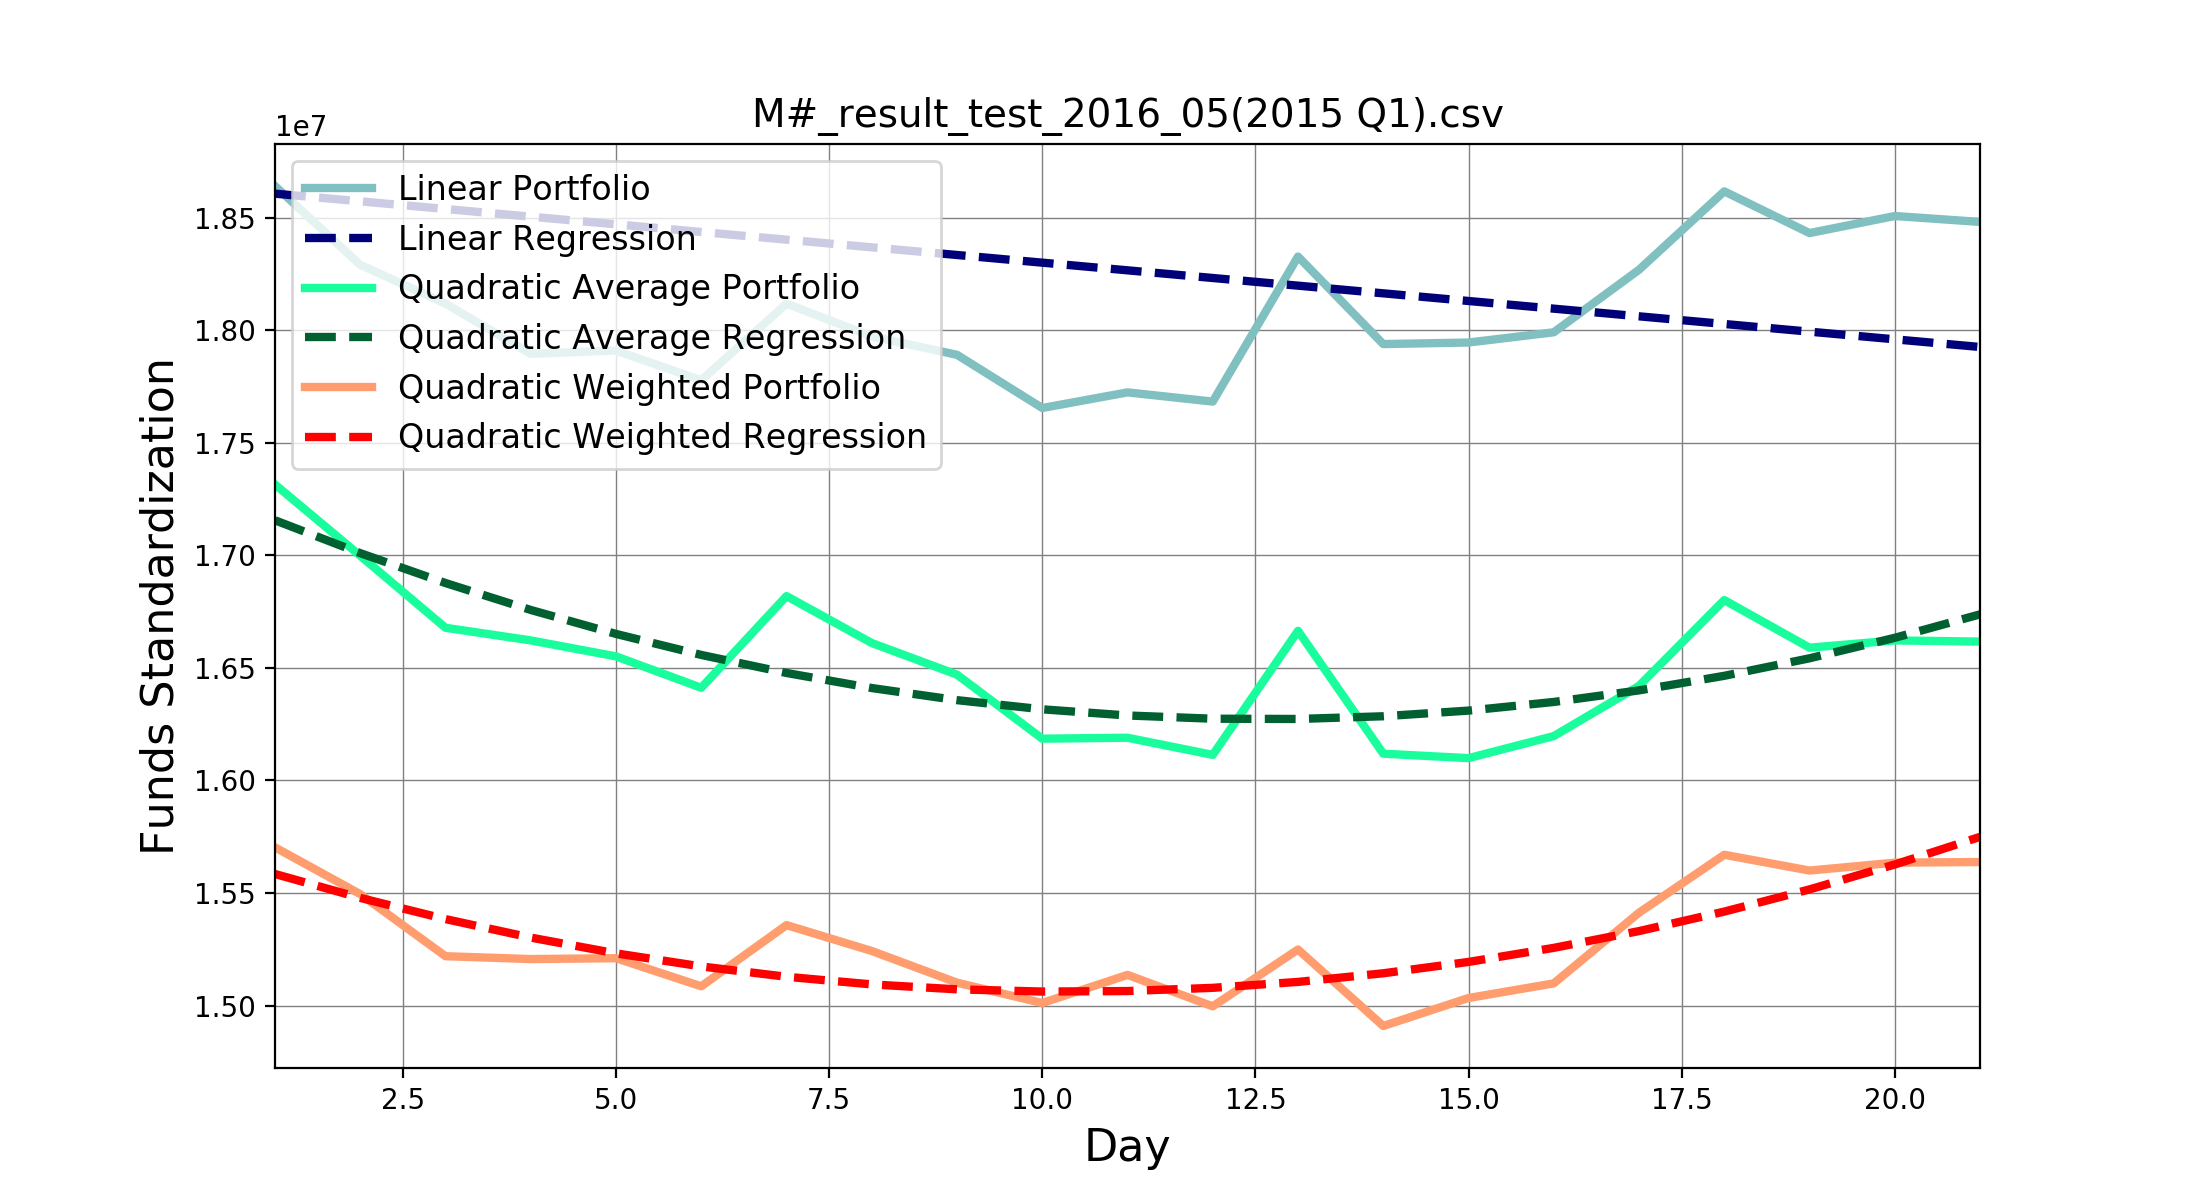 M#_result_test_2016_05(2015 Q1).csv
1e7
Linear Portfolio
Linear Regression
Quadratic Average Portfolio
Quadratic Average Regression
Quadratic Weighted Portfolio
Quadratic Weighted Regression
1.85
1.80
1.75
1.70
1.65
1.60
1.55
1.50
Funds Standardization
2.5 5.0 7.5 10.0 12.5 15.0 17.5 20.0
Day